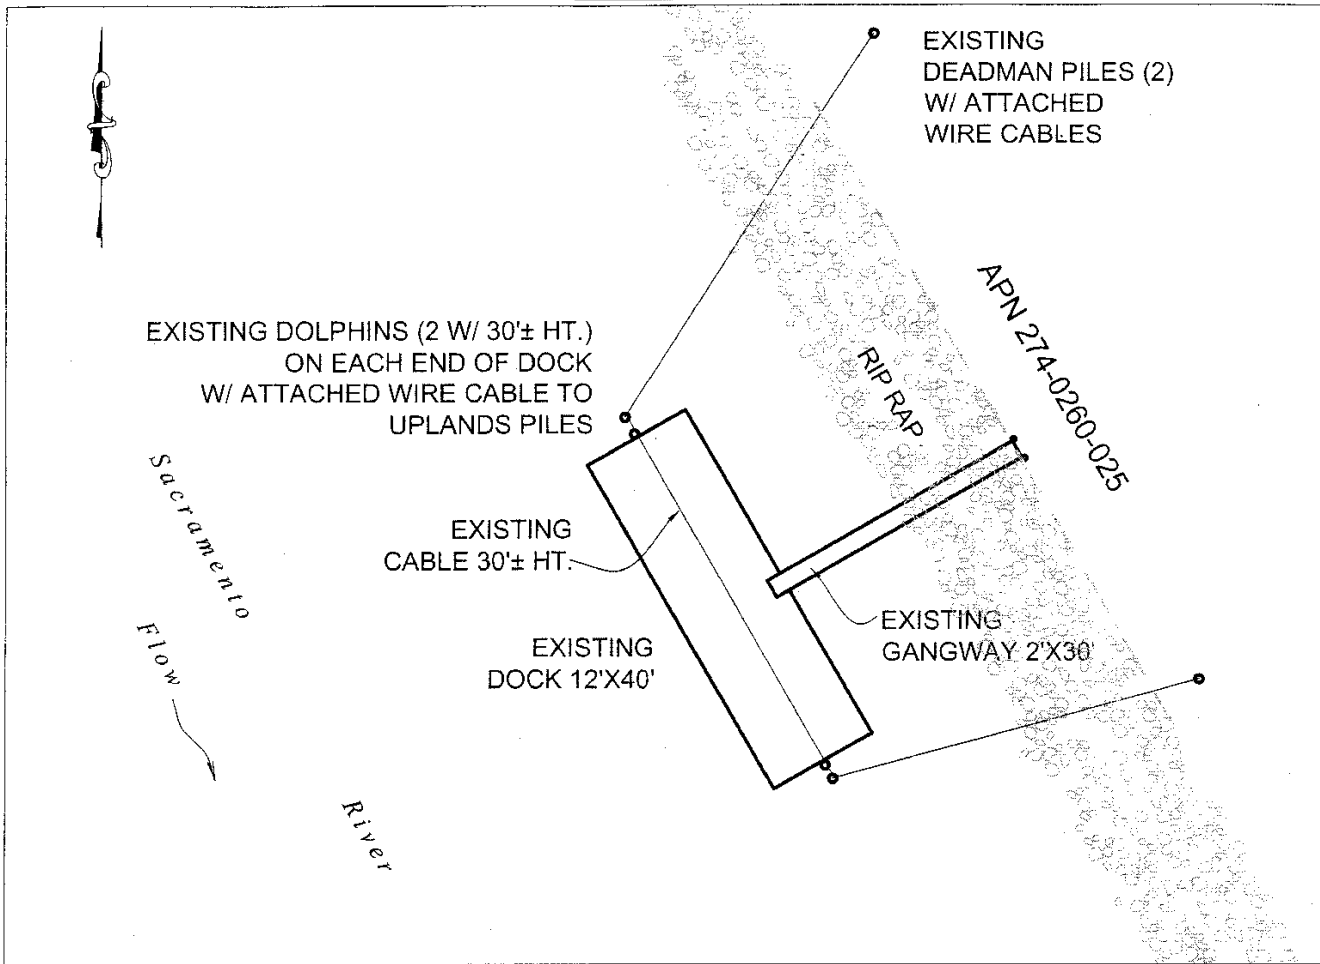 EXISTING
DEADMAN PILES (2)
W/ ATTACHED
WIRE CABLES
APN 274-0260-025
RIP RAP
EXISTING DOLPHINS (2 W/ 30'± HT.)
ON EACH END OF DOCK
W/ ATTACHED WIRE CABLE TO
UPLANDS PILES
EXISTING
CABLE 30'± HT.
EXISTING
GANGWAY 2'X30'
EXISTING
DOCK 12'X40'
Sacramento
River
Flow